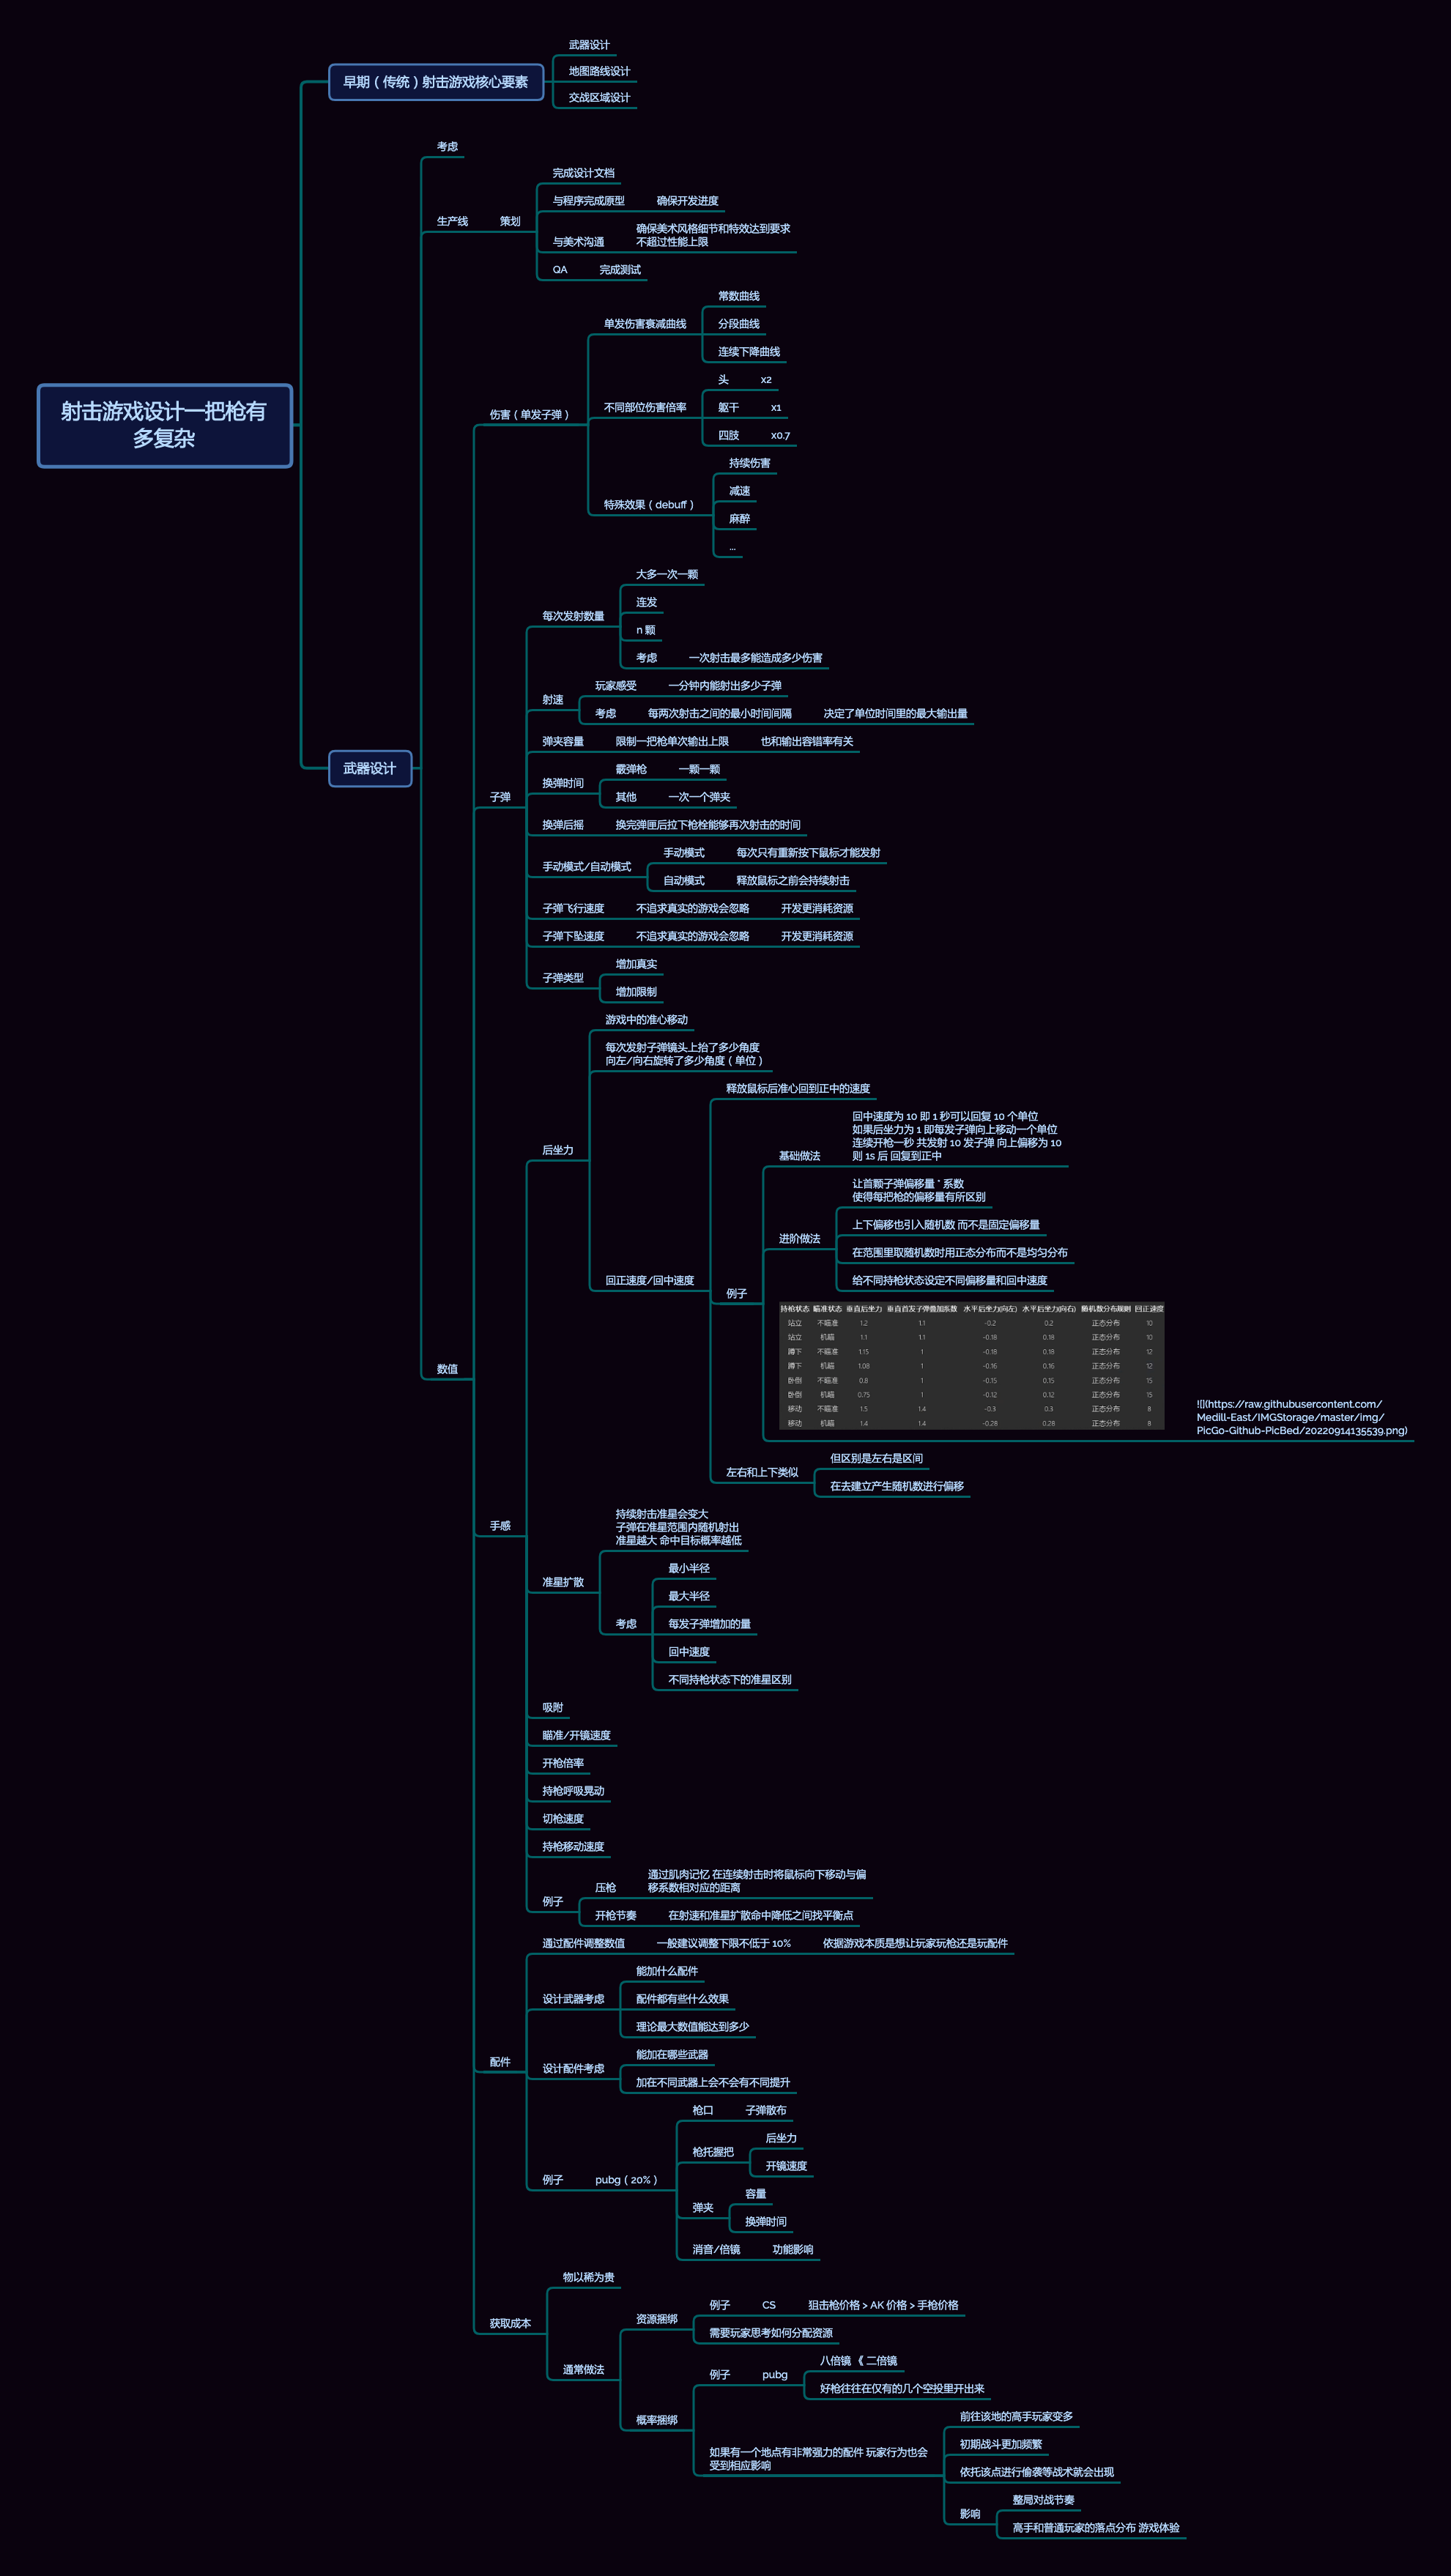 射击游戏设计一把枪有
多复杂
早期（传统）射击游戏核心要素
武器设计
地图路线设计
交战区域设计
武器设计
考虑
生产线
策划
完成设计文档
与程序完成原型
确保开发进度
与美术沟通
确保美术风格细节和特效达到要求
不超过性能上限
QA
完成测试
数值
伤害（单发子弹）
单发伤害衰减曲线
常数曲线
分段曲线
连续下降曲线
不同部位伤害倍率
头
x2
躯干
x1
四肢
x0.7
特殊效果（debuff）
持续伤害
减速
麻醉
...
子弹
每次发射数量
大多一次一颗
连发
n 颗
考虑
一次射击最多能造成多少伤害
射速
玩家感受
一分钟内能射出多少子弹
考虑
每两次射击之间的最小时间间隔
决定了单位时间里的最大输出量
弹夹容量
限制一把枪单次输出上限
也和输出容错率有关
换弹时间
霰弹枪
一颗一颗
其他
一次一个弹夹
换弹后摇
换完弹匣后拉下枪栓能够再次射击的时间
手动模式/自动模式
手动模式
每次只有重新按下鼠标才能发射
自动模式
释放鼠标之前会持续射击
子弹飞行速度
不追求真实的游戏会忽略
开发更消耗资源
子弹下坠速度
不追求真实的游戏会忽略
开发更消耗资源
子弹类型
增加真实
增加限制
手感
后坐力
游戏中的准心移动
每次发射子弹镜头上抬了多少角度
向左/向右旋转了多少角度（单位）
回正速度/回中速度
释放鼠标后准心回到正中的速度
例子
基础做法
回中速度为 10 即 1 秒可以回复 10 个单位
如果后坐力为 1 即每发子弹向上移动一个单位
连续开枪一秒 共发射 10 发子弹 向上偏移为 10
则 1s 后 回复到正中
进阶做法
让首颗子弹偏移量 * 系数
使得每把枪的偏移量有所区别
上下偏移也引入随机数 而不是固定偏移量
在范围里取随机数时用正态分布而不是均匀分布
给不同持枪状态设定不同偏移量和回中速度
持枪状态 瞄准状态 垂直后坐力 垂直首发子弹叠加系数 水平后坐力(向左) 水平后坐力(向右) 随机数分布规则 回正速度
站立 不瞄准 1.2 1.1 -0.2 0.2 正态分布 10
站立 机瞄 1.1 1.1 -0.18 0.18 正态分布 10
蹲下 不瞄准 1.15 1 -0.18 0.18 正态分布 12
蹲下 机瞄 1.08 1 -0.16 0.16 正态分布 12
卧倒 不瞄准 0.8 1 -0.15 0.15 正态分布 15
卧倒 机瞄 0.75 1 -0.12 0.12 正态分布 15
移动 不瞄准 1.5 1.4 -0.3 0.3 正态分布 8
移动 机瞄 1.4 1.4 -0.28 0.28 正态分布 8
![](https://raw.githubusercontent.com/
Medill-East/IMGStorage/master/img/
PicGo-Github-PicBed/20220914135539.png)
左右和上下类似
但区别是左右是区间
在去建立产生随机数进行偏移
准星扩散
持续射击准星会变大
子弹在准星范围内随机射出
准星越大 命中目标概率越低
考虑
最小半径
最大半径
每发子弹增加的量
回中速度
不同持枪状态下的准星区别
吸附
瞄准/开镜速度
开枪倍率
持枪呼吸晃动
切枪速度
持枪移动速度
例子
压枪
通过肌肉记忆 在连续射击时将鼠标向下移动与偏
移系数相对应的距离
开枪节奏
在射速和准星扩散命中降低之间找平衡点
配件
通过配件调整数值
一般建议调整下限不低于 10%
依据游戏本质是想让玩家玩枪还是玩配件
设计武器考虑
能加什么配件
配件都有些什么效果
理论最大数值能达到多少
设计配件考虑
能加在哪些武器
加在不同武器上会不会有不同提升
例子
pubg（20%）
枪口
子弹散布
枪托握把
后坐力
开镜速度
弹夹
容量
换弹时间
消音/倍镜
功能影响
获取成本
物以稀为贵
通常做法
资源捆绑
例子
CS
狙击枪价格 > AK 价格 > 手枪价格
需要玩家思考如何分配资源
概率捆绑
例子
pubg
八倍镜 《 二倍镜
好枪往往在仅有的几个空投里开出来
如果有一个地点有非常强力的配件 玩家行为也会
受到相应影响
前往该地的高手玩家变多
初期战斗更加频繁
依托该点进行偷袭等战术就会出现
影响
整局对战节奏
高手和普通玩家的落点分布 游戏体验